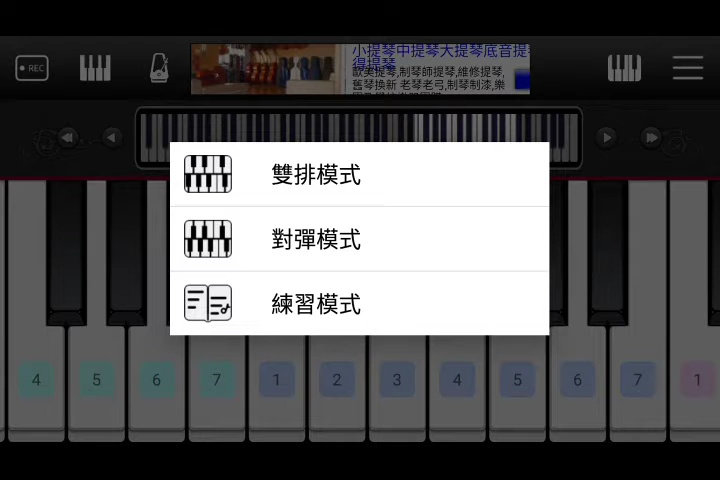 REC
小提琴中提琴大提琴底音提
得提琴
歐美提琴,制琴師提琴,維修提琴,
舊琴換新 老琴老弓,制琴制漆,樂
雙排模式
對彈模式
練習模式
4 5 6 7 1 2 3 4 5 6 7 1